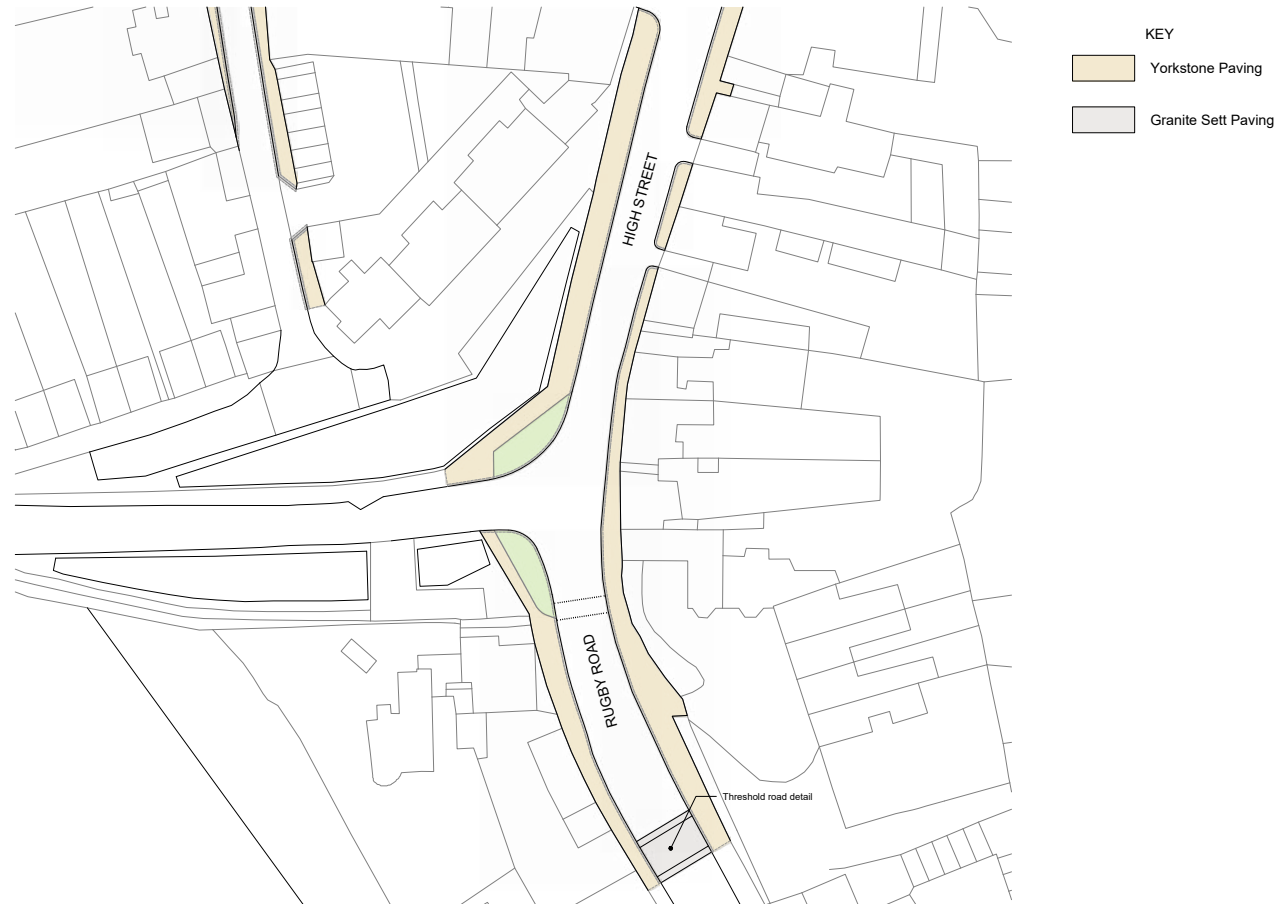 KEY
Yorkstone Paving
Granite Sett Paving
HIGH STREET
RUGBY ROAD
Threshold road detail